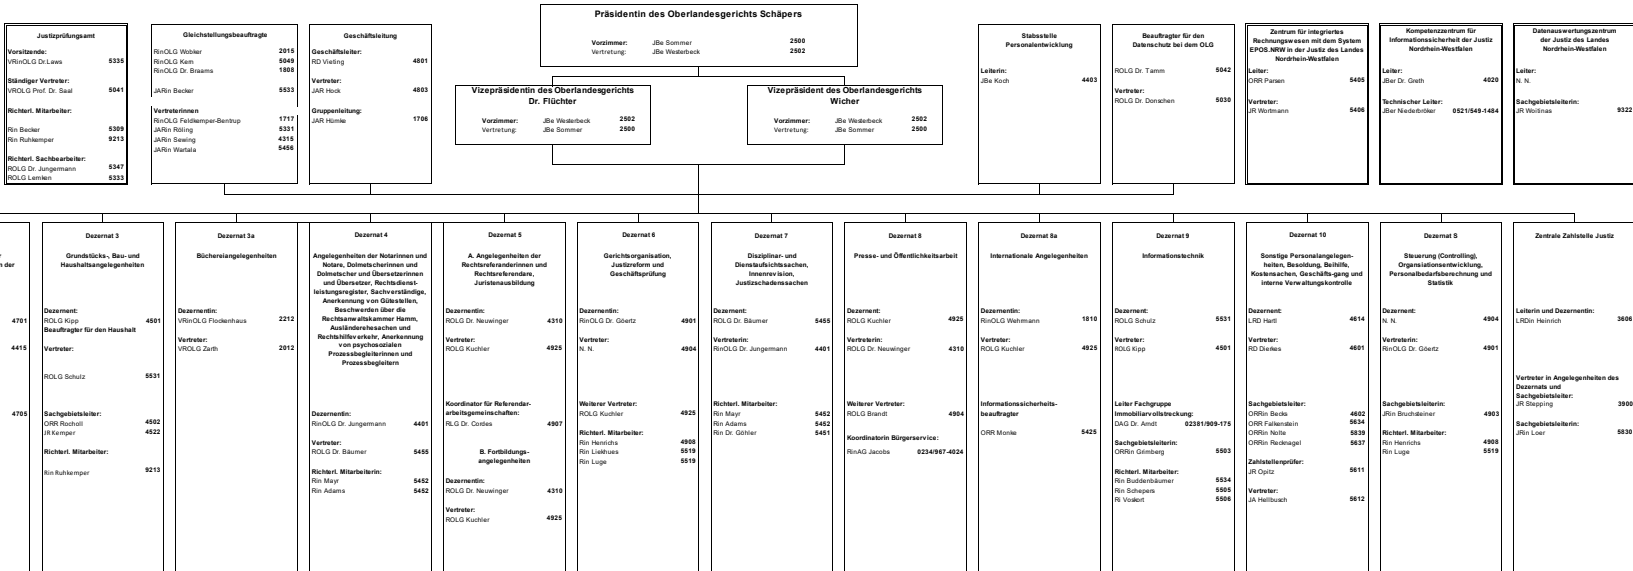 Präsidentin des Oberlandesgerichts Schäpers
Vorzimmer: JBe Sommer 2500
Vertretung: JBe Westerbeck 2502
Vizepräsidentin des Oberlandesgerichts
Dr. Flüchter
Vorzimmer: JBe Westerbeck 2502
Vertretung: JBe Sommer 2500
Vizepräsident des Oberlandesgerichts
Wicher
Vorzimmer: JBe Westerbeck 2502
Vertretung: JBe Sommer 2500
Justizprüfungsamt
Vorsitzende:
VRinOLG Dr.Laws 5335
Ständiger Vertreter:
VROLG Prof. Dr. Saal 5041
Richterl. Mitarbeiter:
Rin Becker 5309
Rin Ruhkemper 9213
Richterl. Sachbearbeiter:
ROLG Dr. Jungermann 5347
ROLG Lemken 5333
Gleichstellungsbeauftragte
RinOLG Wobker 2015
RinOLG Kem 5049
RinOLG Dr. Braams 1808
JARin Becker 5533
Vertreterinnen
RinOLG Feldkemper-Bentrup 1717
JARin Röling 5331
JARin Sewing 4315
JARin Wartala 5456
Geschäftsleitung
Geschäftsleiter:
RD Vieting 4801
Vertreter:
JAR Hock 4803
Gruppenleitung:
JAR Hümke 1706
Stabsstelle
Personalentwicklung
Leiterin:
JBe Koch 4403
Beauftragter für den
Datenschutz bei dem OLG
ROLG Dr. Tamm 5042
Vertreter:
ROLG Dr. Donschen 5030
Zentrum für integriertes
Rechnungswesen mit dem System
EPOS.NRW in der Justiz des Landes
Nordrhein-Westfalen
Leiter:
ORR Parsen 5405
Vertreter:
JR Wortmann 5406
Kompetenzzentrum für
Informationssicherheit der Justiz
Nordrhein-Westfalen
Leiter:
JBer Dr. Greth 4020
Technischer Leiter:
JBer Niederbröker 0521/549-1484
Datenauswertungszentrum
der Justiz des Landes
Nordrhein-Westfalen
Leiter:
N. N.
Sachgebietsleiterin:
JR Woitinas 9322
n der
4701
4415
4705
Dezernat 3
Grundstücks-, Bau- und
Haushaltsangelegenheiten
Dezernent:
ROLG Kipp 4501
Beauftragter für den Haushalt
Vertreter:
ROLG Schulz 5531
Sachgebietsleiter:
ORR Rocholl 4502
JR Kemper 4522
Richterl. Mitarbeiter:
Rin Ruhkemper 9213
Dezernat 3a
Büchereiangelegenheiten
Dezernentin:
VRinOLG Flockenhaus 2212
Vertreter:
VROLG Zarth 2012
Dezernat 4
Angelegenheiten der Notarinnen und
Notare, Dolmetscherinnen und
Dolmetscher und Übersetzerinnen
und Übersetzer, Rechtsdienst-
leistungsregister, Sachverständige,
Anerkennung von Gütestellen,
Beschwerden über die
Rechtsanwaltskammer Hamm,
Ausländerehesachen und
Rechtshilfeverkehr, Anerkennung
von psychosozialen
Prozessbegleiterinnen und
Prozessbegleitern
Dezernentin:
RinOLG Dr. Jungermann 4401
Vertreter:
ROLG Dr. Bäumer 5455
Richterl. Mitarbeiterin:
Rin Mayr 5452
Rin Adams 5452
Dezernat 5
A. Angelegenheiten der
Rechtsreferendarinnen und
Rechtsreferendare,
Juristenausbildung
Dezernentin:
ROLG Dr. Neuwinger 4310
Vertreter:
ROLG Kuchler 4925
Koordinator für Referendar-
arbeitsgemeinschaften:
RLG Dr. Cordes 4907
B. Fortbildungs-
angelegenheiten
Dezernentin:
ROLG Dr. Neuwinger 4310
Vertreter:
ROLG Kuchler 4925
Dezernat 6
Gerichtsorganisation,
Justizreform und
Geschäftsprüfung
Dezernentin:
RinOLG Dr. Göertz 4901
Vertreter:
N. N. 4904
Weiterer Vertreter:
ROLG Kuchler 4925
Richterl. Mitarbeiter:
Rin Henrichs 4908
Rin Liekhues 5519
Rin Luge 5519
Dezernat 7
Disziplinar- und
Dienstaufsichtssachen,
Innenrevision,
Justizschadenssachen
Dezernent:
ROLG Dr. Bäumer 5455
Vertreterin:
RinOLG Dr. Jungermann 4401
Richterl. Mitarbeiter:
Rin Mayr 5452
Rin Adams 5452
Rin Dr. Göhler 5451
Dezernat 8
Presse- und Öffentlichkeitsarbeit
Dezernent:
ROLG Kuchler 4925
Vertreterin:
ROLG Dr. Neuwinger 4310
Weiterer Vertreter:
ROLG Brandt 4904
Koordinatorin Bürgerservice:
RinAG Jacobs 0234/967-4024
Dezernat 8a
Internationale Angelegenheiten
Dezernentin:
RinOLG Wehrmann 1810
Vertreter:
ROLG Kuchler 4925
Informationssicherheits-
beauftragter
ORR Monke 5425
Dezernat 9
Informationstechnik
Dezernent:
ROLG Schulz 5531
Vertreter:
ROLG Kipp 4501
Leiter Fachgruppe
Immobiliarvollstreckung:
DAG Dr. Arndt 02381/909-175
Sachgebietsleiterin:
ORRin Grimberg 5503
Richterl. Mitarbeiter:
Rin Buddenbäumer 5534
Rin Schepers 5505
Ri Voskort 5506
Dezernat 10
Sonstige Personalangelegen-
heiten, Besoldung, Beihilfe,
Kostensachen, Geschäfts-gang und
interne Verwaltungskontrolle
Dezernent:
LRD Hartl 4614
Vertreter:
RD Dierkes 4601
Sachgebietsleiter:
ORRin Becks 4602
ORR Falkenstein 5634
ORRin Nolte 5839
ORRin Recknagel 5637
Zahlstellenprüfer:
JR Opitz 5611
Vertreter:
JA Hellbusch 5612
Dezernat S
Steuerung (Controlling),
Organsiationsentwicklung,
Personalbedarfsberechnung und
Statistik
Dezernent:
N. N. 4904
Vertreterin:
RinOLG Dr. Göertz 4901
Sachgebietsleiterin:
JRin Bruchsteiner 4903
Richterl. Mitarbeiter:
Rin Henrichs 4908
Rin Luge 5519
Zentrale Zahlstelle Justiz
Leiterin und Dezernentin:
LRDin Heinrich 3606
Vertreter in Angelegenheiten des
Dezernats und
Sachgebietsleiter:
JR Stepping 3900
Sachgebietsleiterin:
JRin Loer 5830